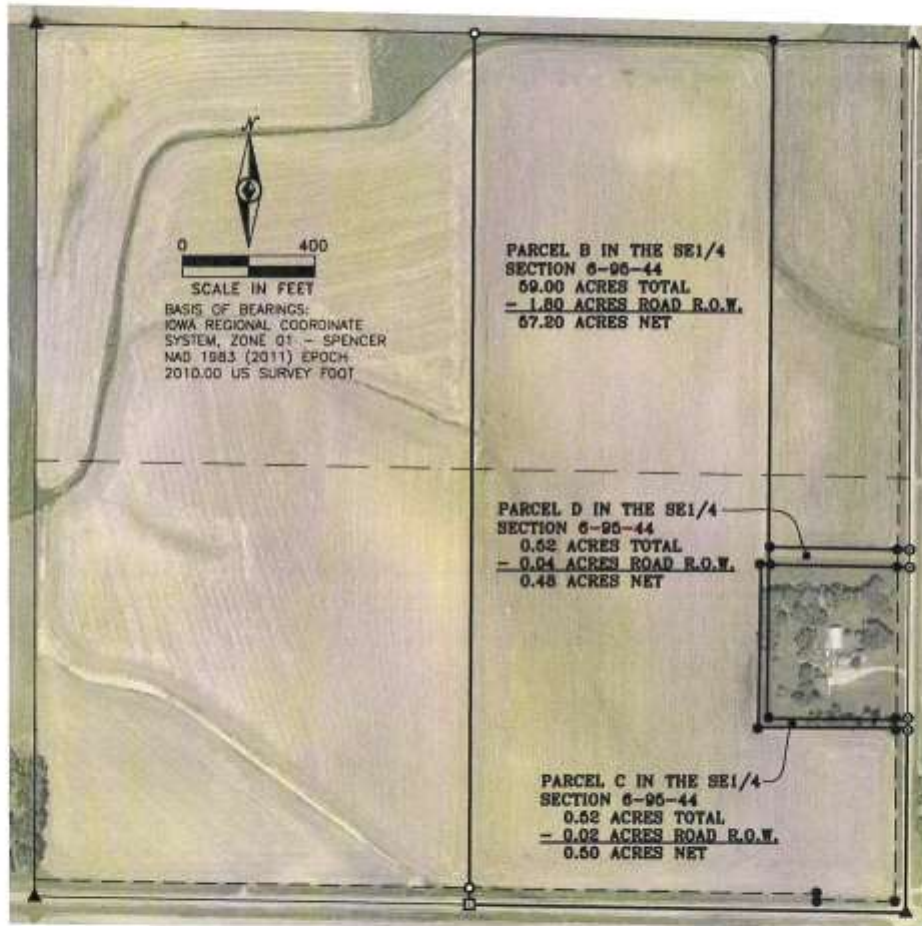 N
0 400
SCALE IN FEET
BASIS OF BEARINGS:
IOWA REGIONAL COORDINATE
SYSTEM, ZONE 01 - SPENCER
NAD 1983 (2011) EPOCH
2010.00 US SURVEY FOOT
PARCEL B IN THE SE1/4
SECTION 6-95-44
59.00 ACRES TOTAL
- 1.80 ACRES ROAD R.O.W.
57.20 ACRES NET
PARCEL D IN THE SE1/4
SECTION 6-95-44
0.52 ACRES TOTAL
- 0.04 ACRES ROAD R.O.W.
0.48 ACRES NET
PARCEL C IN THE SE1/4
SECTION 6-95-44
0.52 ACRES TOTAL
- 0.02 ACRES ROAD R.O.W.
0.50 ACRES NET